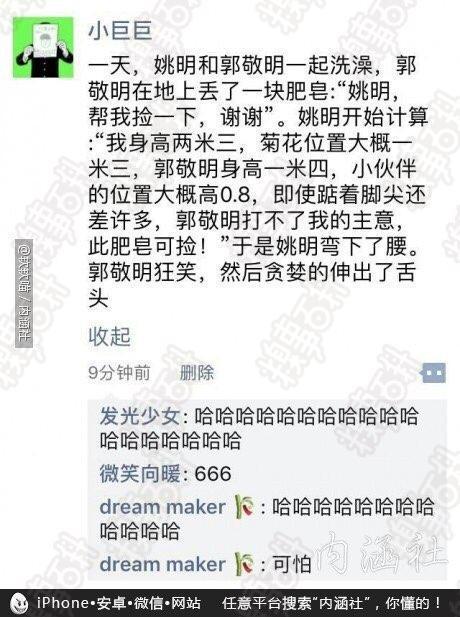 小巨巨
一天，姚明和郭敬明一起洗澡，郭
敬明在地上丢了一块肥皂:“姚明，
帮我捡一下，谢谢”。姚明开始计算
:“我身高两米三，菊花位置大概一
米三，郭敬明身高一米四，小伙伴
的位置大概高0.8，即使踮着脚尖还
差许多，郭敬明打不了我的主意，
此肥皂可捡！”于是姚明弯下了腰。
郭敬明狂笑，然后贪婪的伸出了舌
头
收起
9分钟前 删除
发光少女: 哈哈哈哈哈哈哈哈哈哈哈
哈哈哈哈哈哈哈
微笑向暖: 666
dream maker : 哈哈哈哈哈哈哈哈
哈哈哈哈
dream maker : 可怕
内涵社
iPhone•安卓•微信•网站 任意平台搜索“内涵社”，你懂的！